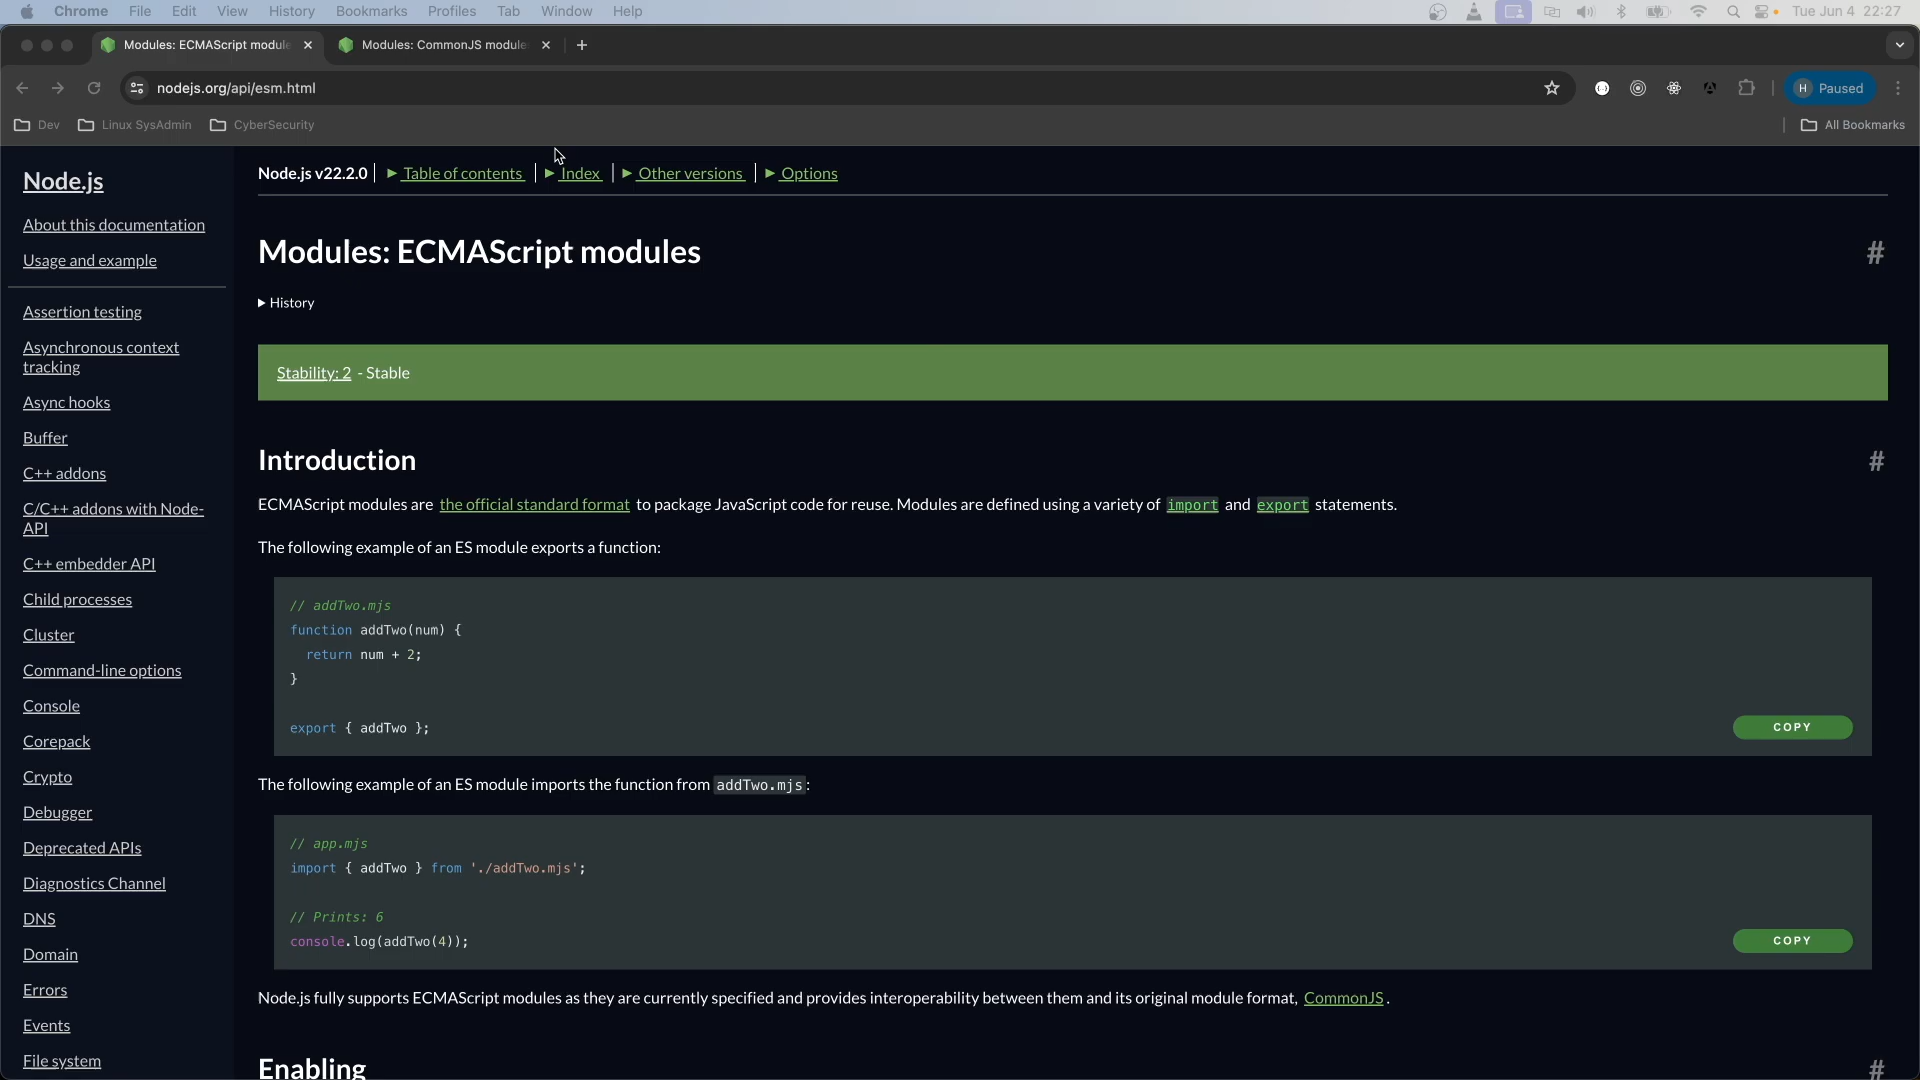 Chrome File Edit View History Bookmarks Profiles Tab Window Help Tue Jun 4 22:27
Modules: ECMAScript module Modules: CommonJS module
nodejs.org/api/esm.html H Paused
Dev Linux SysAdmin CyberSecurity All Bookmarks
Node.js
About this documentation
Usage and example
Assertion testing
Asynchronous context
tracking
Async hooks
Buffer
C++ addons
C/C++ addons with Node-
API
C++ embedder API
Child processes
Cluster
Command-line options
Console
Corepack
Crypto
Debugger
Deprecated APIs
Diagnostics Channel
DNS
Domain
Errors
Events
File system
Node.js v22.2.0 ► Table of contents ► Index ► Other versions ► Options
Modules: ECMAScript modules #
▶ History
Stability: 2 - Stable
Introduction #
ECMAScript modules are the official standard format to package JavaScript code for reuse. Modules are defined using a variety of import and export statements.
The following example of an ES module exports a function:
// addTwo.mjs
function addTwo(num) {
return num + 2;
}
export { addTwo };
COPY
The following example of an ES module imports the function from addTwo.mjs:
// app.mjs
import { addTwo } from './addTwo.mjs';
// Prints: 6
console.log(addTwo(4));
COPY
Node.js fully supports ECMAScript modules as they are currently specified and provides interoperability between them and its original module format, CommonJS.
Enabling #